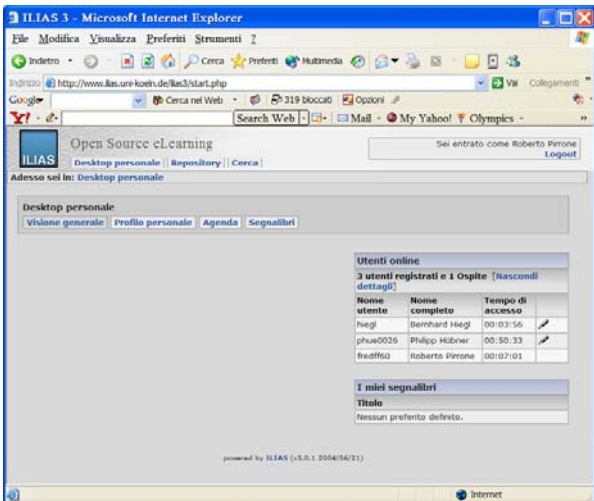 ILIAS 3 - Microsoft Internet Explorer
File Modifica Visualizza Preferiti Strumenti ?
Indietro Cerca Preferiti Multimedia
Indirizzo http://www.ilias.uni-koeln.de/ilias3/start.php Vai Collegamenti »
Google Cerca nel Web 319 bloccati Opzioni
Y! Search Web Mail My Yahoo! Olympics »
ILIAS
Open Source eLearning
Sei entrato come Roberto Pirrone
Logout
Desktop personale || Repository || Cerca |
Adesso sei in: Desktop personale
Desktop personale
Visione generale Profilo personale Agenda Segnalibri
Utenti online
3 utenti registrati e 1 Ospite [Nascondi
dettagli]
Nome utente Nome completo Tempo di accesso
hiegl Bernhard Hiegl 00:03:56
phue0026 Philipp Hübner 00:50:33
fredff60 Roberto Pirrone 00:07:01
I miei segnalibri
Titolo
Nessun preferito definito.
powered by ILIAS (v3.0.1 2004/06/21)
Internet